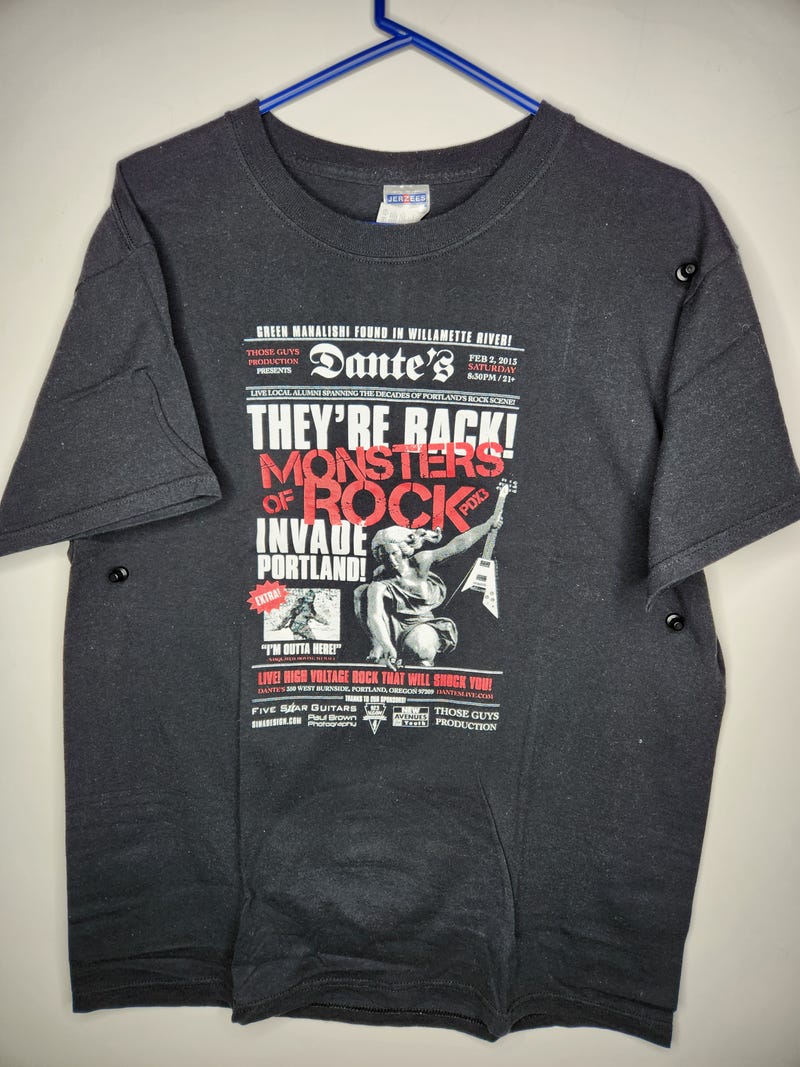 JERZEES
GREEN MANALISHI FOUND IN WILLAMETTE RIVER!
THOSE GUYS
PRODUCTION
PRESENTS
Dante's
FEB 2, 2013
SATURDAY
8:30PM / 21+
LIVE LOCAL ALUMNI SPANNING THE DECADES OF PORTLAND'S ROCK SCENE!
THEY'RE BACK!
MONSTERS
OF ROCK PDX3
INVADE
PORTLAND!
EXTRA!
"I'M OUTTA HERE!"
LIVE! HIGH VOLTAGE ROCK THAT WILL SHOCK YOU!
DANTE'S 350 WEST BURNSIDE, PORTLAND, OREGON 97209 DANTESLIVE.COM
THANKS TO OUR SPONSORS!
FIVE STAR GUITARS
SINADESIGN.COM
Paul Brown
Photography
NEW
AVENUES
for Youth
THOSE GUYS
PRODUCTION